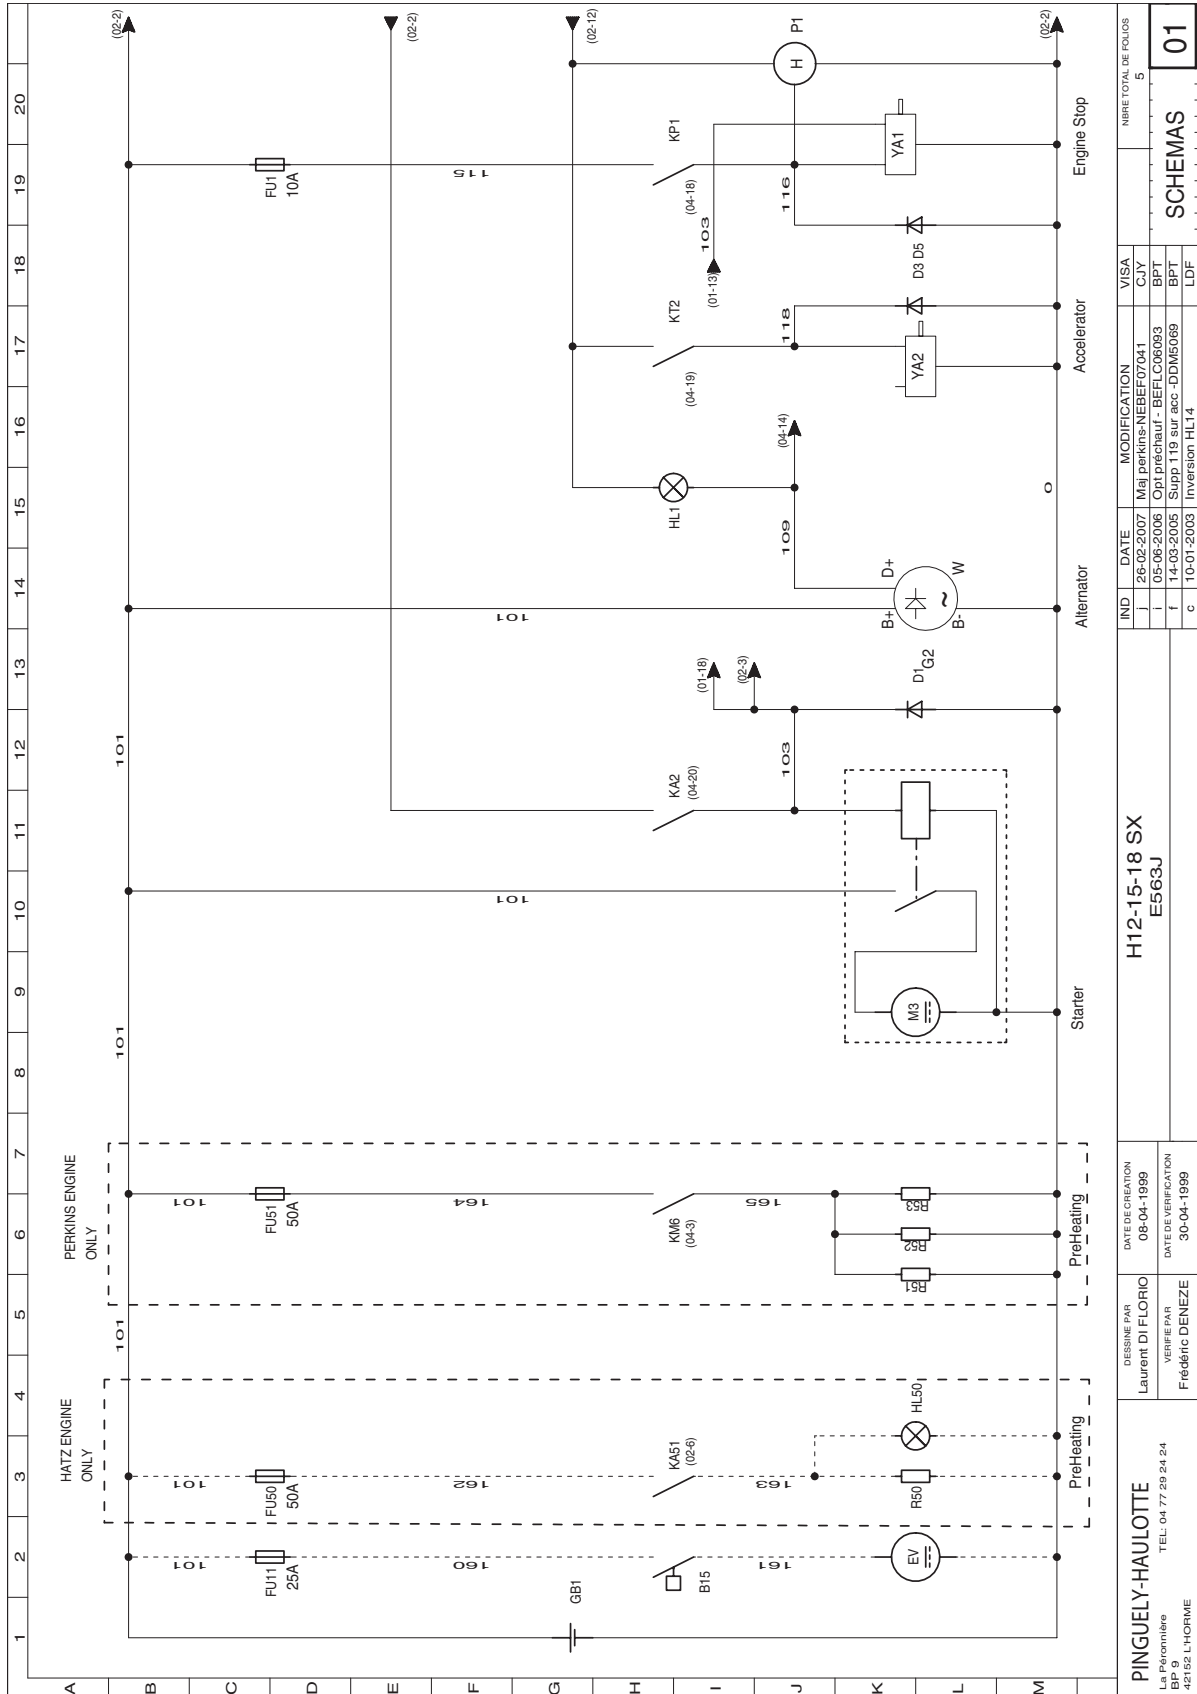 1 2 3 4 5 6 7 8 9 10 11 12 13 14 15 16 17 18 19 20
A
B
C
D
E
F
G
H
I
J
K
L
M
HATZ ENGINE
ONLY
PERKINS ENGINE
ONLY
101
101
101
101
(02-2)
(02-2)
(02-12)
(02-2)
101
FU11
25A
160
B15
161
EV
GB1
101
FU50
50A
162
KA51
(02-6)
163
R50
HL50
PreHeating
101
FU51
50A
164
KM6
(04-3)
165
R51
R52
R53
PreHeating
M3
Starter
101
KA2
(04-20)
103
(01-18)
(02-3)
D1
G2
101
B+
D+
B-
W
~
Alternator
109
HL1
(04-14)
0
KT2
(04-19)
118
YA2
Accelerator
(01-13)
103
D3 D5
FU1
10A
115
KP1
(04-18)
116
YA1
Engine Stop
H
P1
PINGUELY-HAULOTTE
La Péronnière
BP 9
42152 L'HORME
TEL: 04 77 29 24 24
DESSINE PAR
Laurent DI FLORIO
VERIFIE PAR
Frédéric DENEZE
DATE DE CREATION
08-04-1999
DATE DE VERIFICATION
30-04-1999
H12-15-18 SX
E563J
IND DATE MODIFICATION VISA
j 26-02-2007 Maj perkins-NEBEF07041 CJY
i 05-06-2006 Opt préchauf - BEFLC06093 BPT
f 14-03-2005 Supp 119 sur acc -DDM5069 BPT
c 10-01-2003 Inversion HL14 LDF
NBRE TOTAL DE FOLIOS
5
SCHEMAS
01